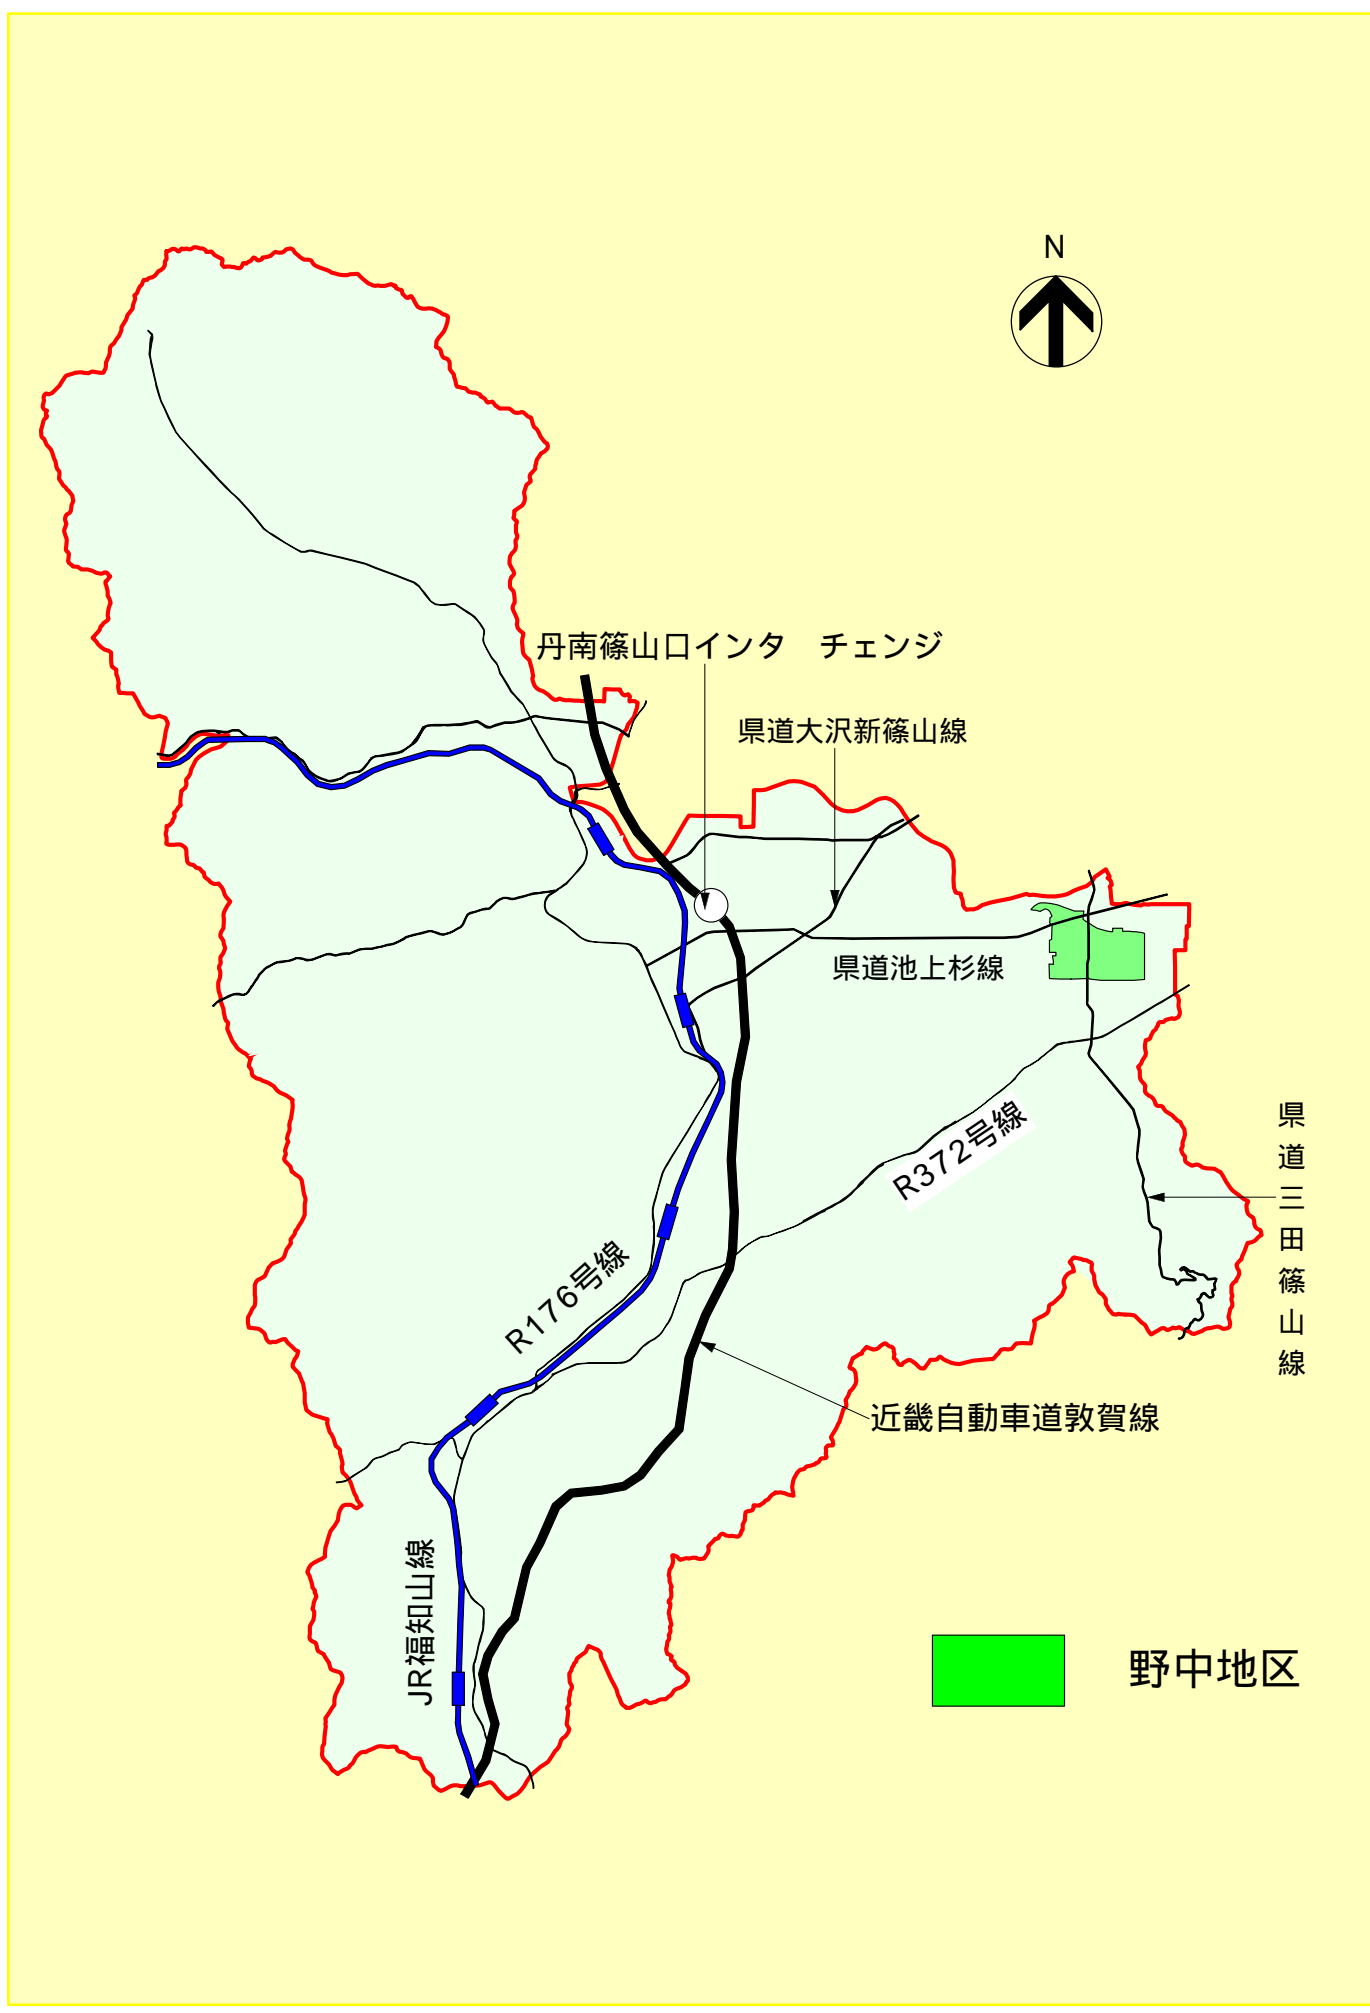 N
丹南篠山口インタ　チェンジ
県道大沢新篠山線
県道池上杉線
R372号線
県道三田篠山線
R176号線
近畿自動車道敦賀線
JR福知山線
野中地区